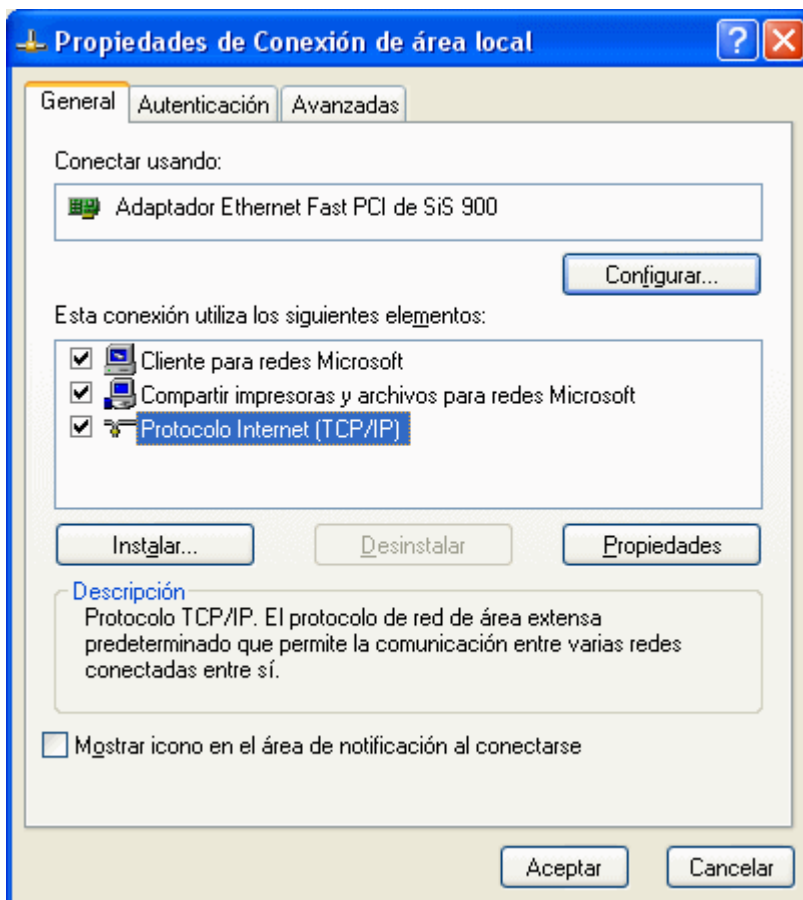 Propiedades de Conexión de área local
General
Autenticación
Avanzadas
Conectar usando:
Adaptador Ethernet Fast PCI de SiS 900
Configurar...
Esta conexión utiliza los siguientes elementos:
Cliente para redes Microsoft
Compartir impresoras y archivos para redes Microsoft
Protocolo Internet (TCP/IP)
Instalar...
Desinstalar
Propiedades
Descripción
Protocolo TCP/IP. El protocolo de red de área extensa
predeterminado que permite la comunicación entre varias redes
conectadas entre sí.
Mostrar icono en el área de notificación al conectarse
Aceptar
Cancelar